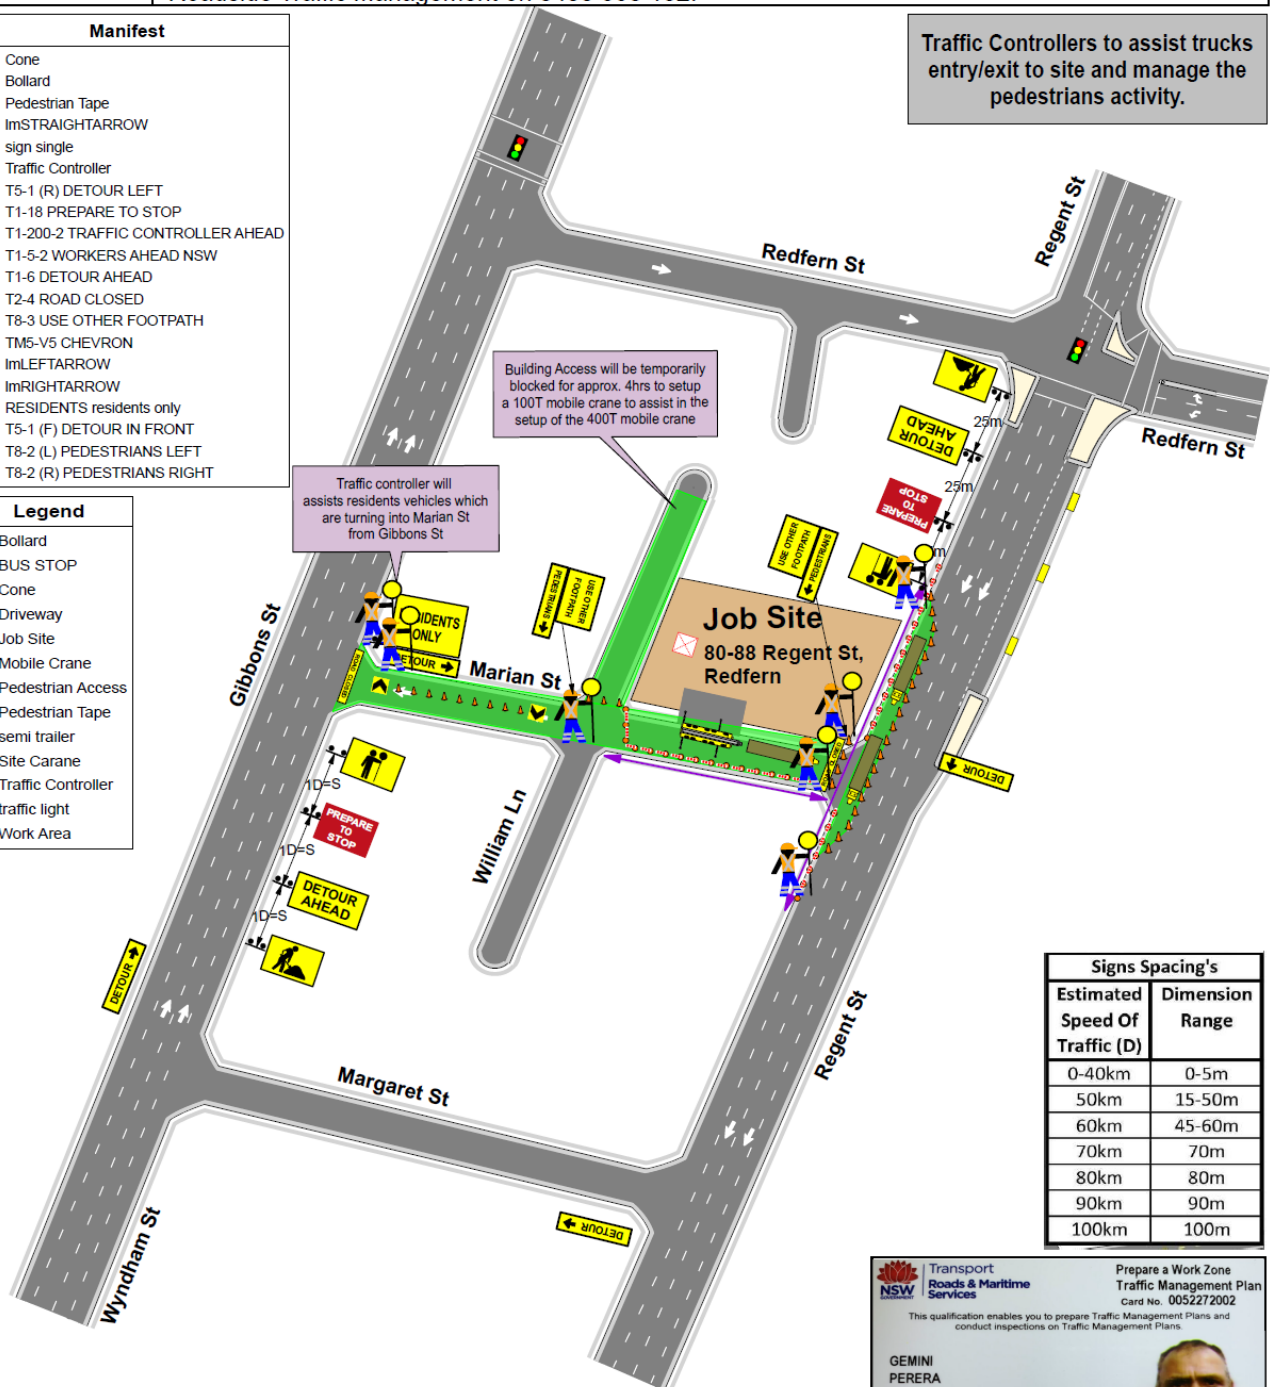 Manifest
Cone
Bollard
Pedestrian Tape
ImSTRAIGHTARROW
sign single
Traffic Controller
T5-1 (R) DETOUR LEFT
T1-18 PREPARE TO STOP
T1-200-2 TRAFFIC CONTROLLER AHEAD
T1-5-2 WORKERS AHEAD NSW
T1-6 DETOUR AHEAD
T2-4 ROAD CLOSED
T8-3 USE OTHER FOOTPATH
TM5-V5 CHEVRON
ImLEFTARROW
ImRIGHTARROW
RESIDENTS residents only
T5-1 (F) DETOUR IN FRONT
T8-2 (L) PEDESTRIANS LEFT
T8-2 (R) PEDESTRIANS RIGHT
Legend
Bollard
BUS STOP
Cone
Driveway
Job Site
Mobile Crane
Pedestrian Access
Pedestrian Tape
semi trailer
Site Carane
Traffic Controller
traffic light
Work Area
Traffic Controllers to assist trucks
entry/exit to site and manage the
pedestrians activity.
Regent St
Redfern St
Redfern St
Building Access will be temporarily
blocked for approx. 4hrs to setup
a 100T mobile crane to assist in the
setup of the 400T mobile crane
25m
DETOUR
AHEAD
25m
PREPARE
TO
STOP
Traffic controller will
assists residents vehicles which
are turning into Marian St
from Gibbons St
USE OTHER
FOOTPATH
PEDESTRIANS
USE OTHER
FOOTPATH
PEDESTRIANS
ONLY
ROAD CLOSED
Marian St
Gibbons St
Job Site
80-88 Regent St,
Redfern
DETOUR
1D=S
PREPARE
TO
STOP
1D=S
DETOUR
AHEAD
1D=S
DETOUR
William Ln
Margaret St
Regent St
DETOUR
Wyndham St
Signs Spacing's
Estimated Speed Of Traffic (D) Dimension Range
0-40km 0-5m
50km 15-50m
60km 45-60m
70km 70m
80km 80m
90km 90m
100km 100m
NSW
GOVERNMENT
Transport
Roads & Maritime
Services
Prepare a Work Zone
Traffic Management Plan
Card No. 0052272002
This qualification enables you to prepare Traffic Management Plans and
conduct inspections on Traffic Management Plans.
GEMINI
PERERA